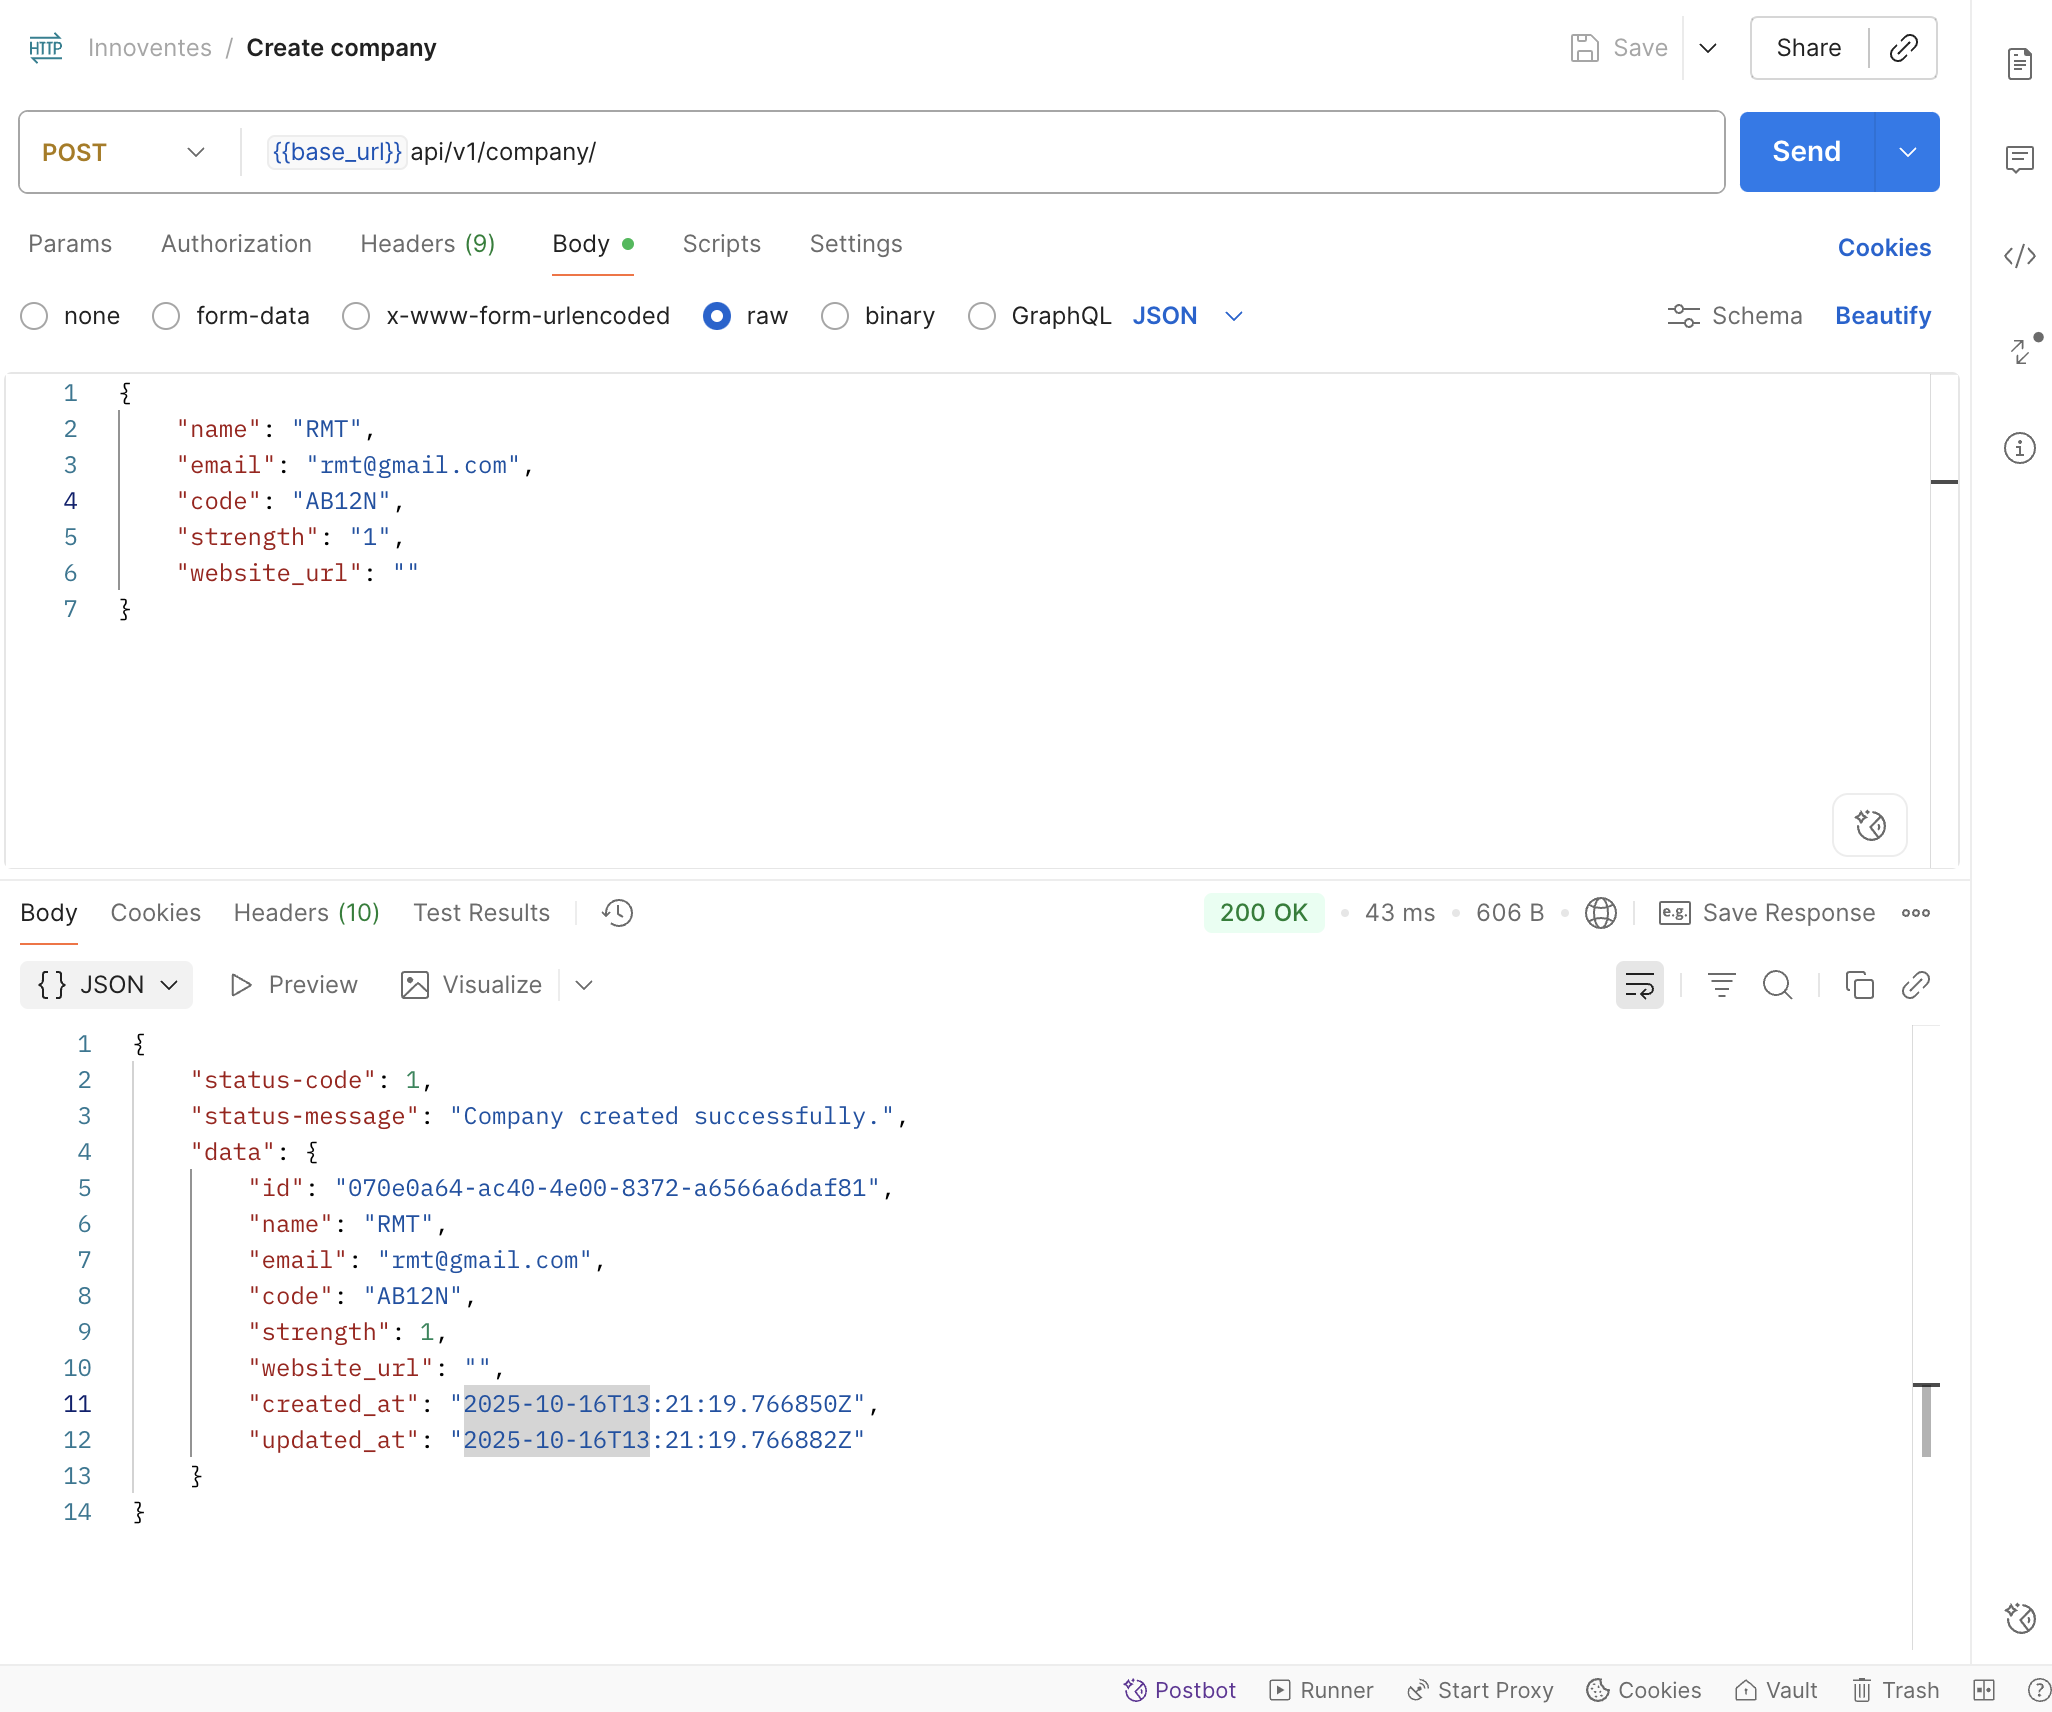 HTTP Innoventes / Create company Save Share
POST {{base_url}} api/v1/company/ Send
Params Authorization Headers (9) Body Scripts Settings Cookies
none form-data x-www-form-urlencoded raw binary GraphQL JSON Schema Beautify
1 {
2 "name": "RMT",
3 "email": "rmt@gmail.com",
4 "code": "AB12N",
5 "strength": "1",
6 "website_url": ""
7 }
Body Cookies Headers (10) Test Results 200 OK 43 ms 606 B e.g. Save Response
{} JSON Preview Visualize
1 {
2 "status-code": 1,
3 "status-message": "Company created successfully.",
4 "data": {
5 "id": "070e0a64-ac40-4e00-8372-a6566a6daf81",
6 "name": "RMT",
7 "email": "rmt@gmail.com",
8 "code": "AB12N",
9 "strength": 1,
10 "website_url": "",
11 "created_at": "2025-10-16T13:21:19.766850Z",
12 "updated_at": "2025-10-16T13:21:19.766882Z"
13 }
14 }
Postbot Runner Start Proxy Cookies Vault Trash